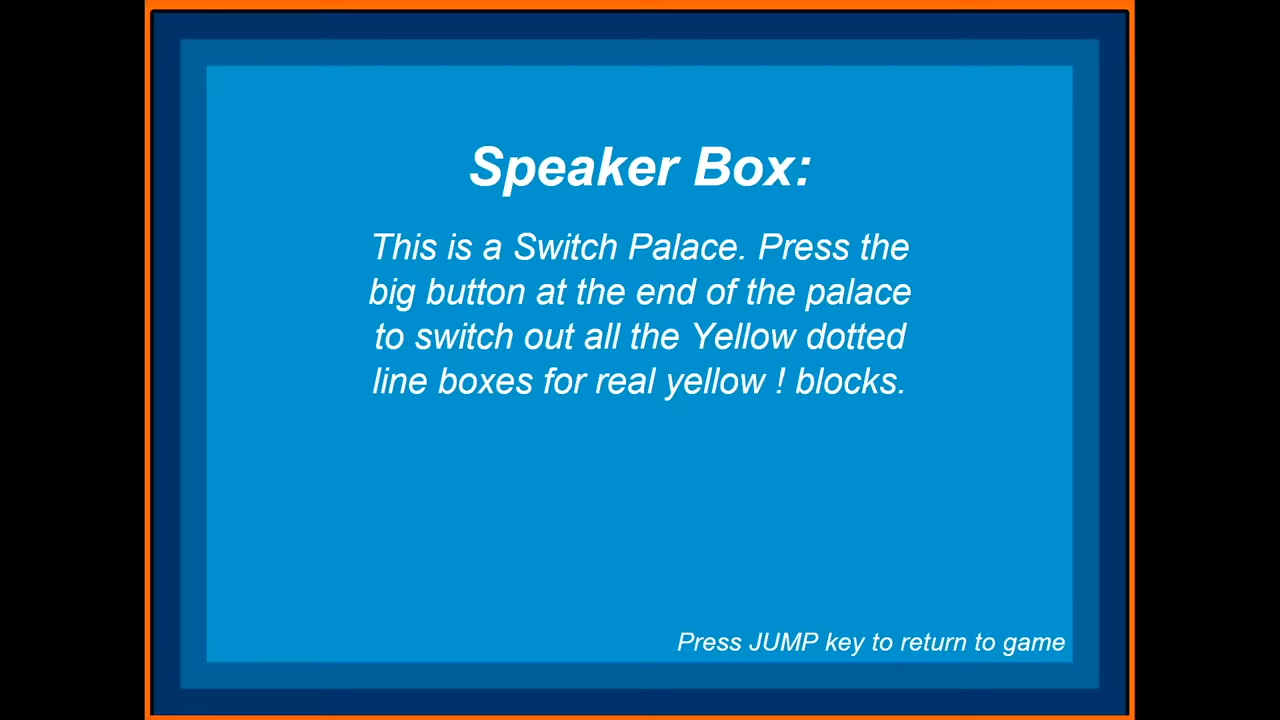 Speaker Box:
This is a Switch Palace. Press the
big button at the end of the palace
to switch out all the Yellow dotted
line boxes for real yellow ! blocks.
Press JUMP key to return to game